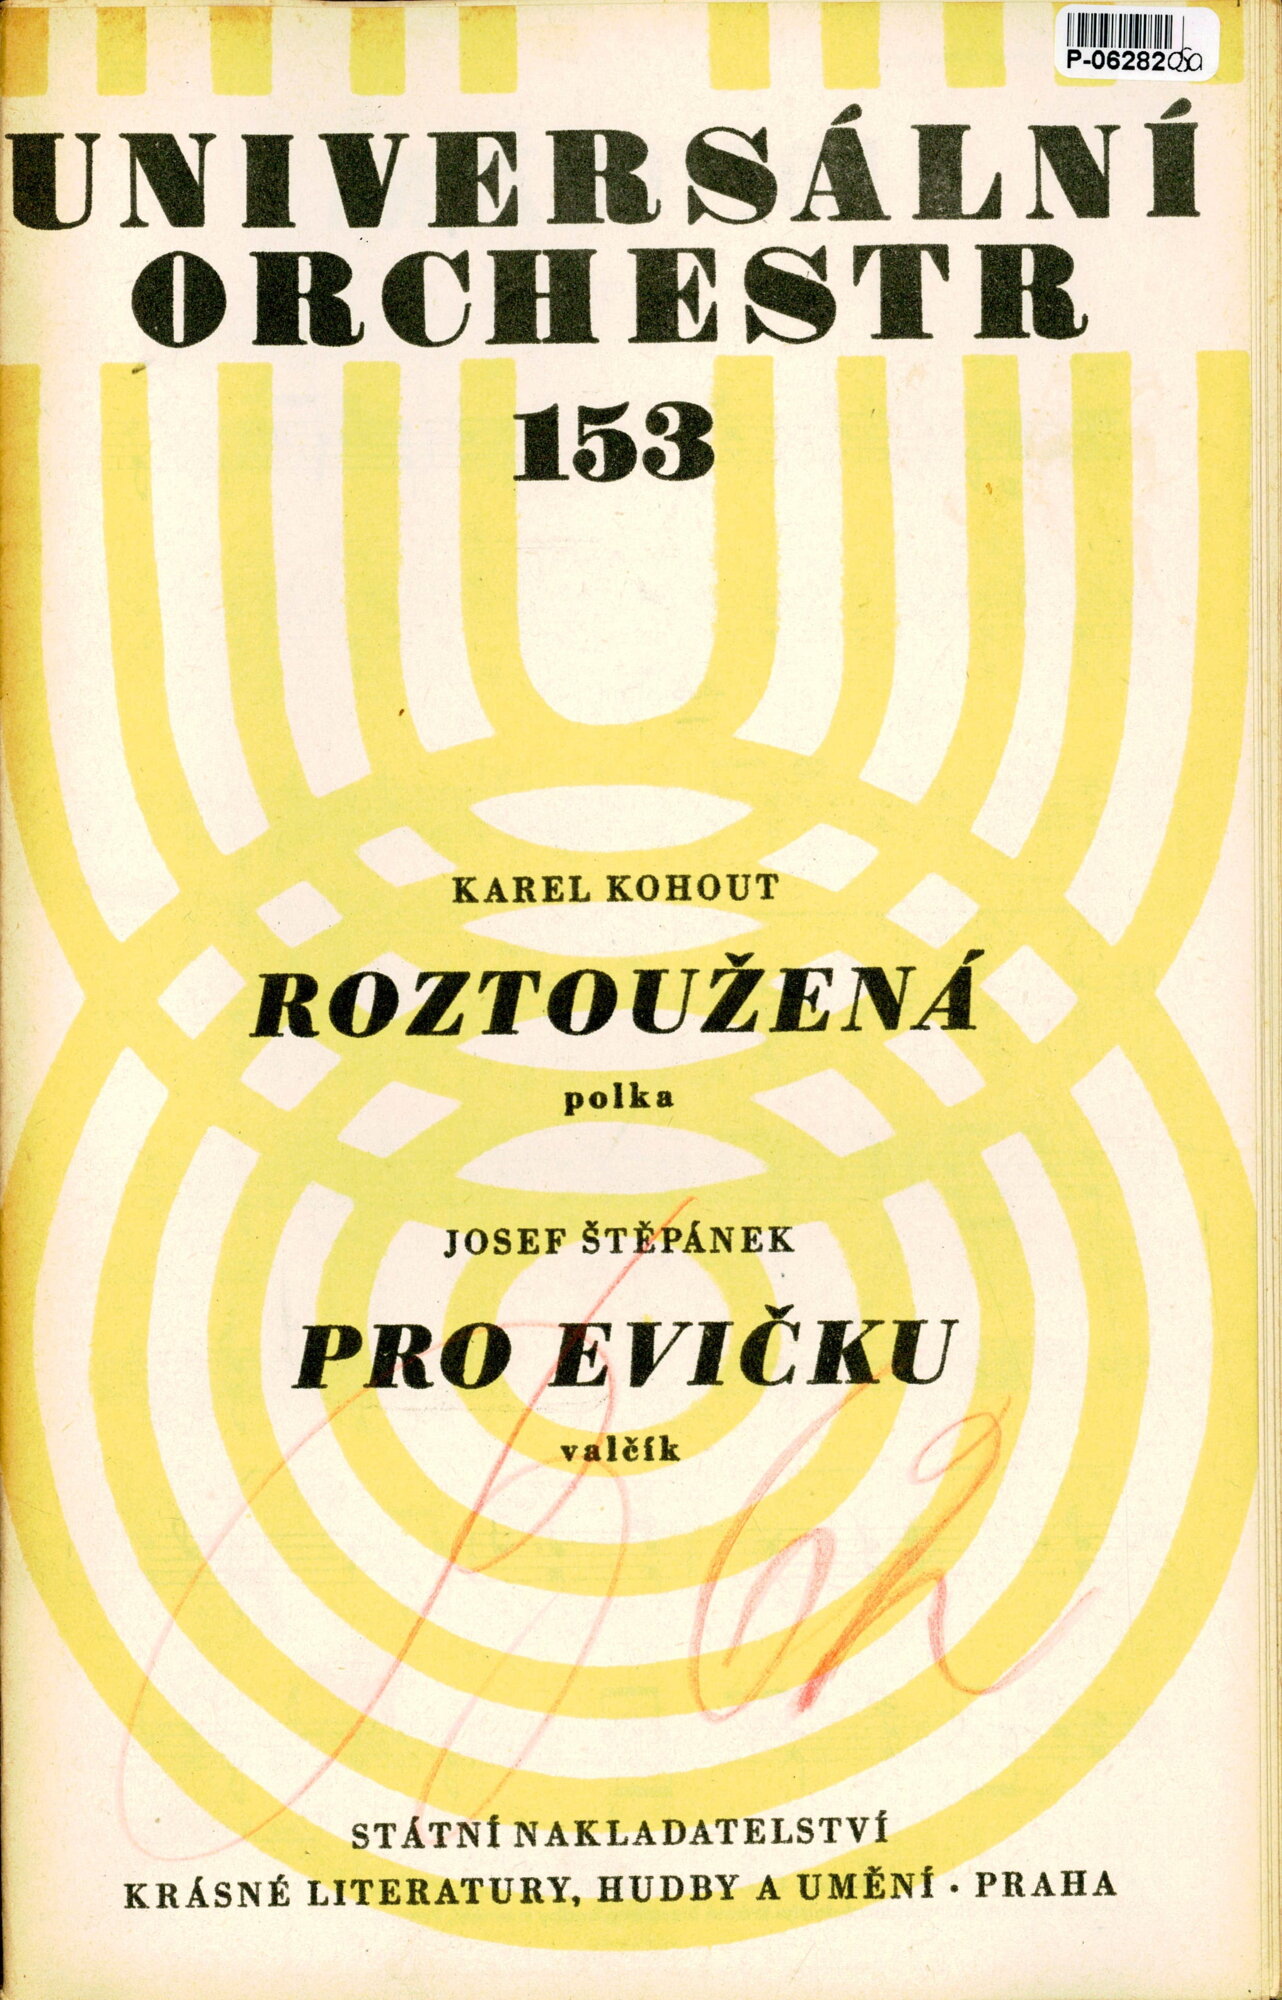 P-06282
UNIVERSÁLNÍ
ORCHESTR
153
KAREL KOHOUT
ROZTOUŽENÁ
polka
JOSEF ŠTĚPÁNEK
PRO EVIČKU
valčík
STÁTNÍ NAKLADATELSTVÍ
KRÁSNÉ LITERATURY, HUDBY A UMĚNÍ • PRAHA